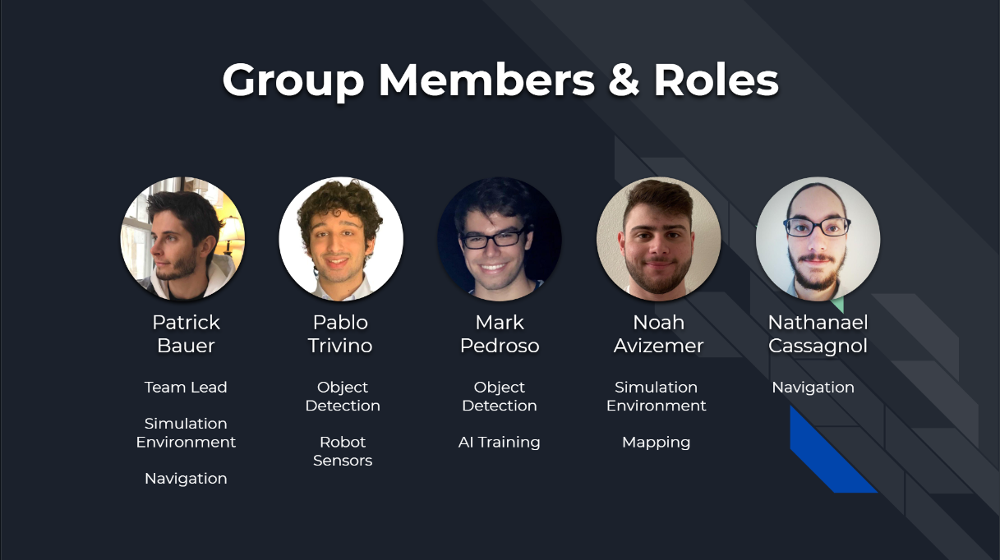 Group Members & Roles
Patrick
Bauer
Team Lead
Simulation
Environment
Navigation
Pablo
Trivino
Object
Detection
Robot
Sensors
Mark
Pedroso
Object
Detection
AI Training
Noah
Avizemer
Simulation
Environment
Mapping
Nathanael
Cassagnol
Navigation